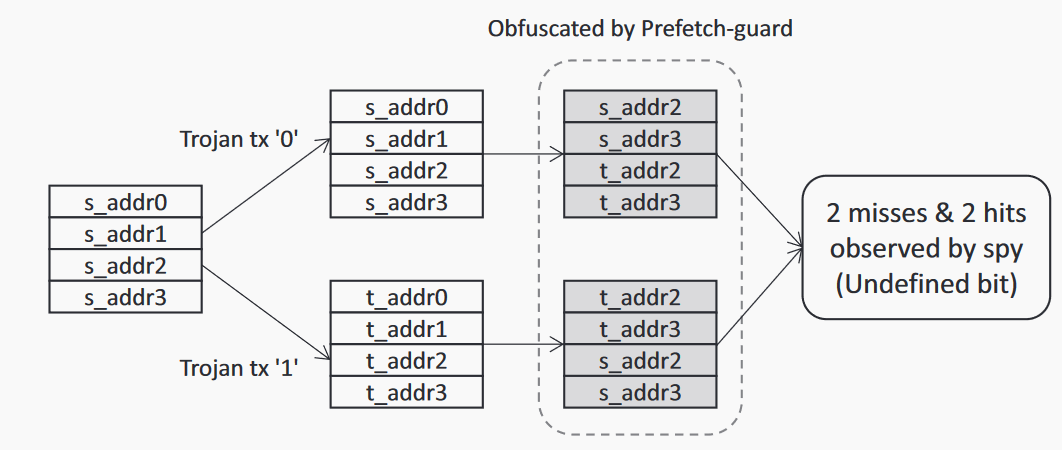 Obfuscated by Prefetch-guard
Trojan tx '0'
s_addr0
s_addr1
s_addr2
s_addr3
s_addr0
s_addr1
s_addr2
s_addr3
s_addr2
s_addr3
t_addr2
t_addr3
Trojan tx '1'
t_addr0
t_addr1
t_addr2
t_addr3
t_addr2
t_addr3
s_addr2
s_addr3
2 misses & 2 hits
observed by spy
(Undefined bit)